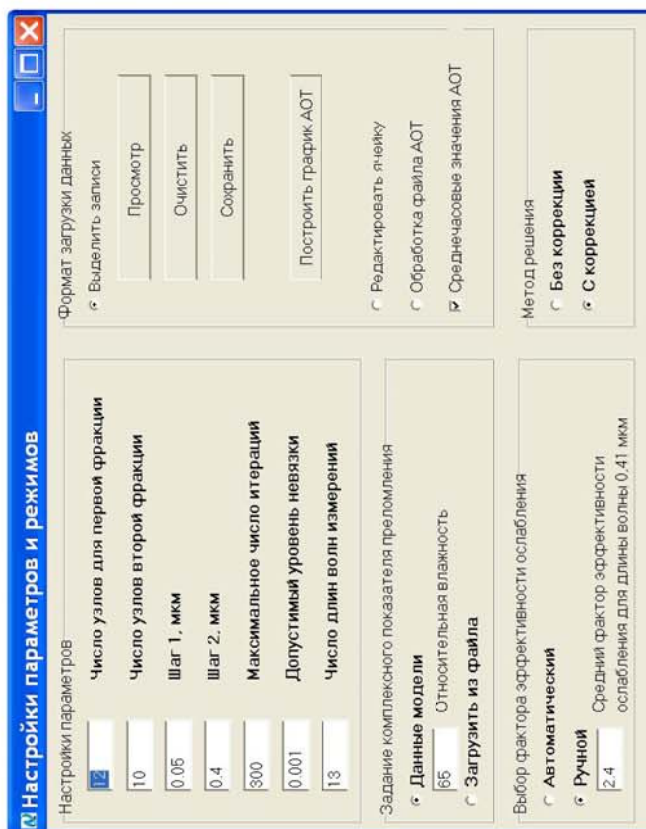 Настройки параметров и режимов
Настройки параметров
12 Число узлов для первой фракции
10 Число узлов второй фракции
0.05 Шаг 1, мкм
0.4 Шаг 2, мкм
300 Максимальное число итераций
0.001 Допустимый уровень невязки
13 Число длин волн измерений
Задание комплексного показателя преломления
Данные модели
65 Относительная влажность
Загрузить из файла
Выбор фактора эффективности ослабления
Автоматический
Ручной
2.4 Средний фактор эффективности
ослабления для длины волны 0,41 мкм
Формат загрузки данных
Выделить записи
Просмотр
Очистить
Сохранить
Построить график АОТ
Редактировать ячейку
Обработка файла АОТ
Среднечасовые значения АОТ
Метод решения
Без коррекции
С коррекцией